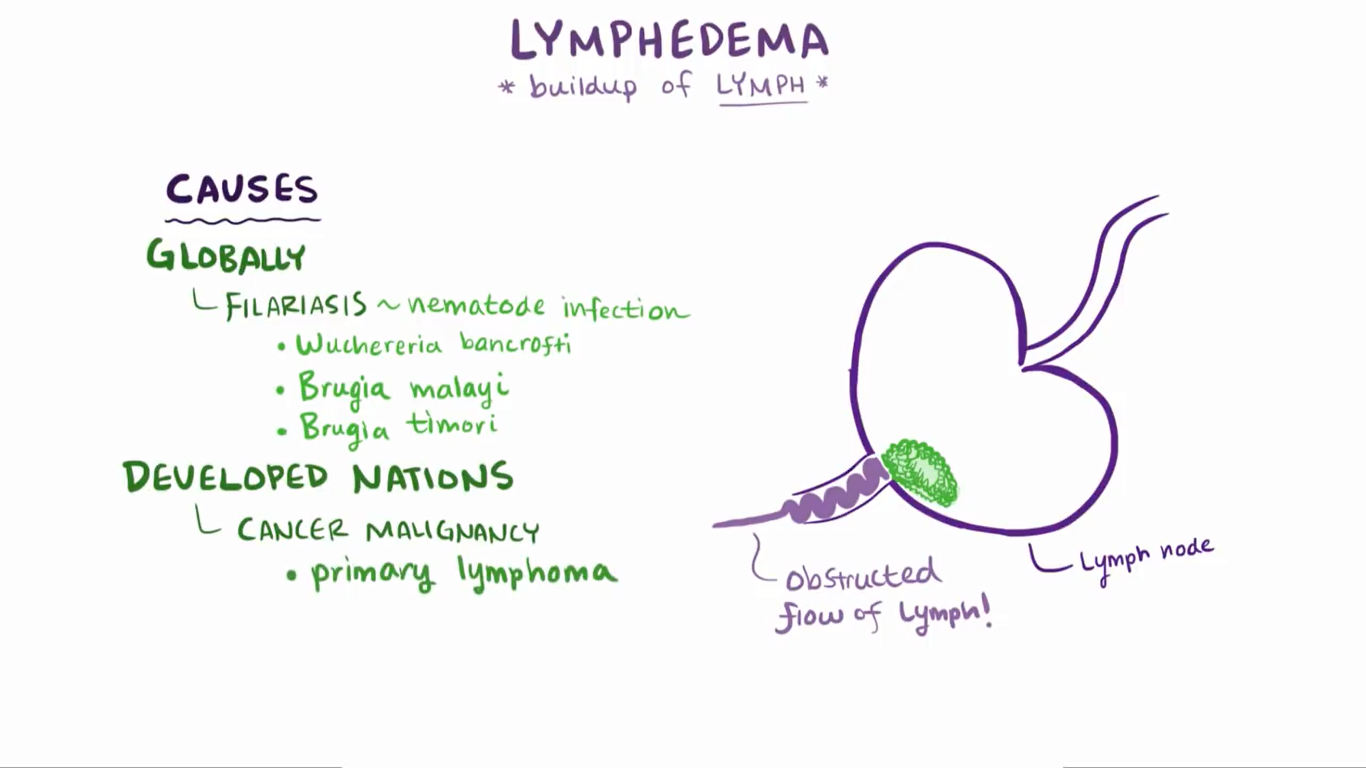 LYMPHEDEMA
* buildup of LYMPH *
CAUSES
GLOBALLY
FILARIASIS ~ nematode infection
• Wuchereria bancrofti
• Brugia malayi
• Brugia timori
DEVELOPED NATIONS
CANCER MALIGNANCY
• primary lymphoma
Obstructed
flow of Lymph!
Lymph node